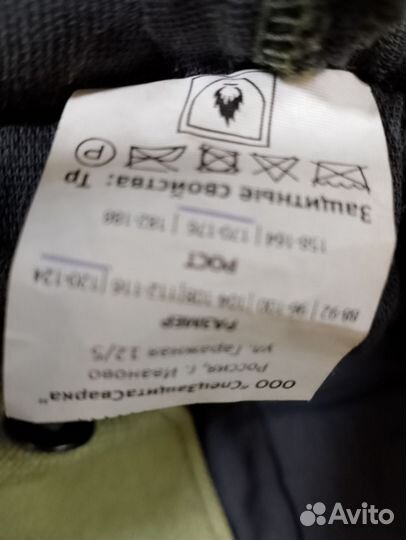 ООО "СпецЗащитаСварка"
Россия, г. Иваново
ул. Гаражная 12/5
РАЗМЕР
88-92 | 96-100 | 104-108 | 112-116 | 120-124
РОСТ
158-164 | 170-176 | 182-188
Защитные свойства: Тр
P
Avito